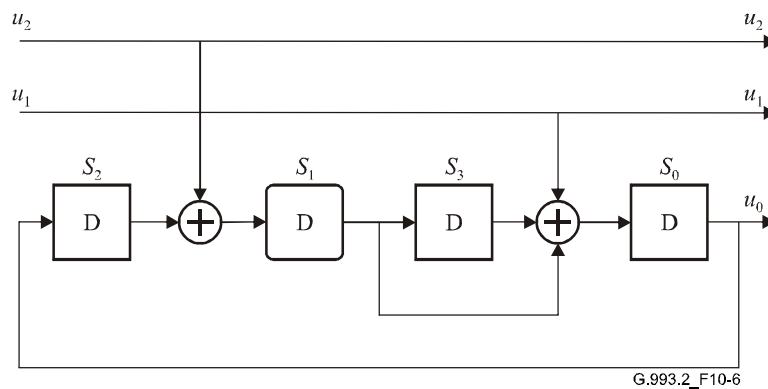 u2 u2
u1 u1
S2 S1 S3 S0
D D D D u0
G.993.2_F10-6